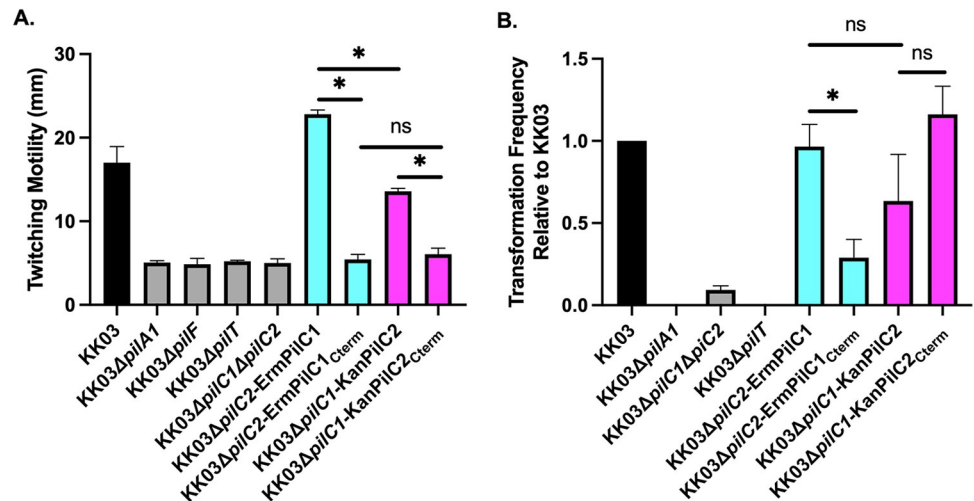 A.
Twitching Motility (mm)
30
20
10
0
*
*
ns
*
KK03
KK03ΔpilA1
KK03ΔpilF
KK03ΔpilT
KK03ΔpilC1ΔpilC2
KK03ΔpilC2-ErmPilC1
KK03ΔpilC2-ErmPilC1Cterm
KK03ΔpilC1-KanPilC2
KK03ΔpilC1-KanPilC2Cterm
B.
Transformation Frequency
Relative to KK03
1.5
1.0
0.5
0.0
ns
ns
*
KK03
KK03ΔpilA1
KK03ΔpilC1ΔpiC2
KK03ΔpilT
KK03ΔpilC2-ErmPilC1
KK03ΔpilC2-ErmPilC1Cterm
KK03ΔpilC1-KanPilC2
KK03ΔpilC1-KanPilC2Cterm